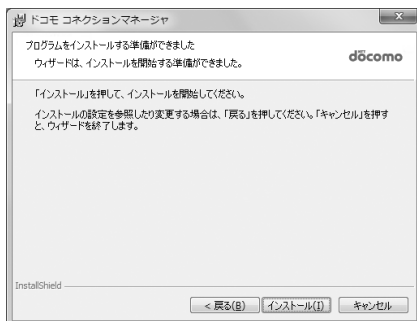 ドコモ コネクションマネージャ
プログラムをインストールする準備ができました
ウィザードは、インストールを開始する準備ができました。
döcomo
「インストール」を押して、インストールを開始してください。
インストールの設定を参照したり変更する場合は、「戻る」を押してください。「キャンセル」を押す
と、ウィザードを終了します。
InstallShield
< 戻る(B)
インストール(I)
キャンセル